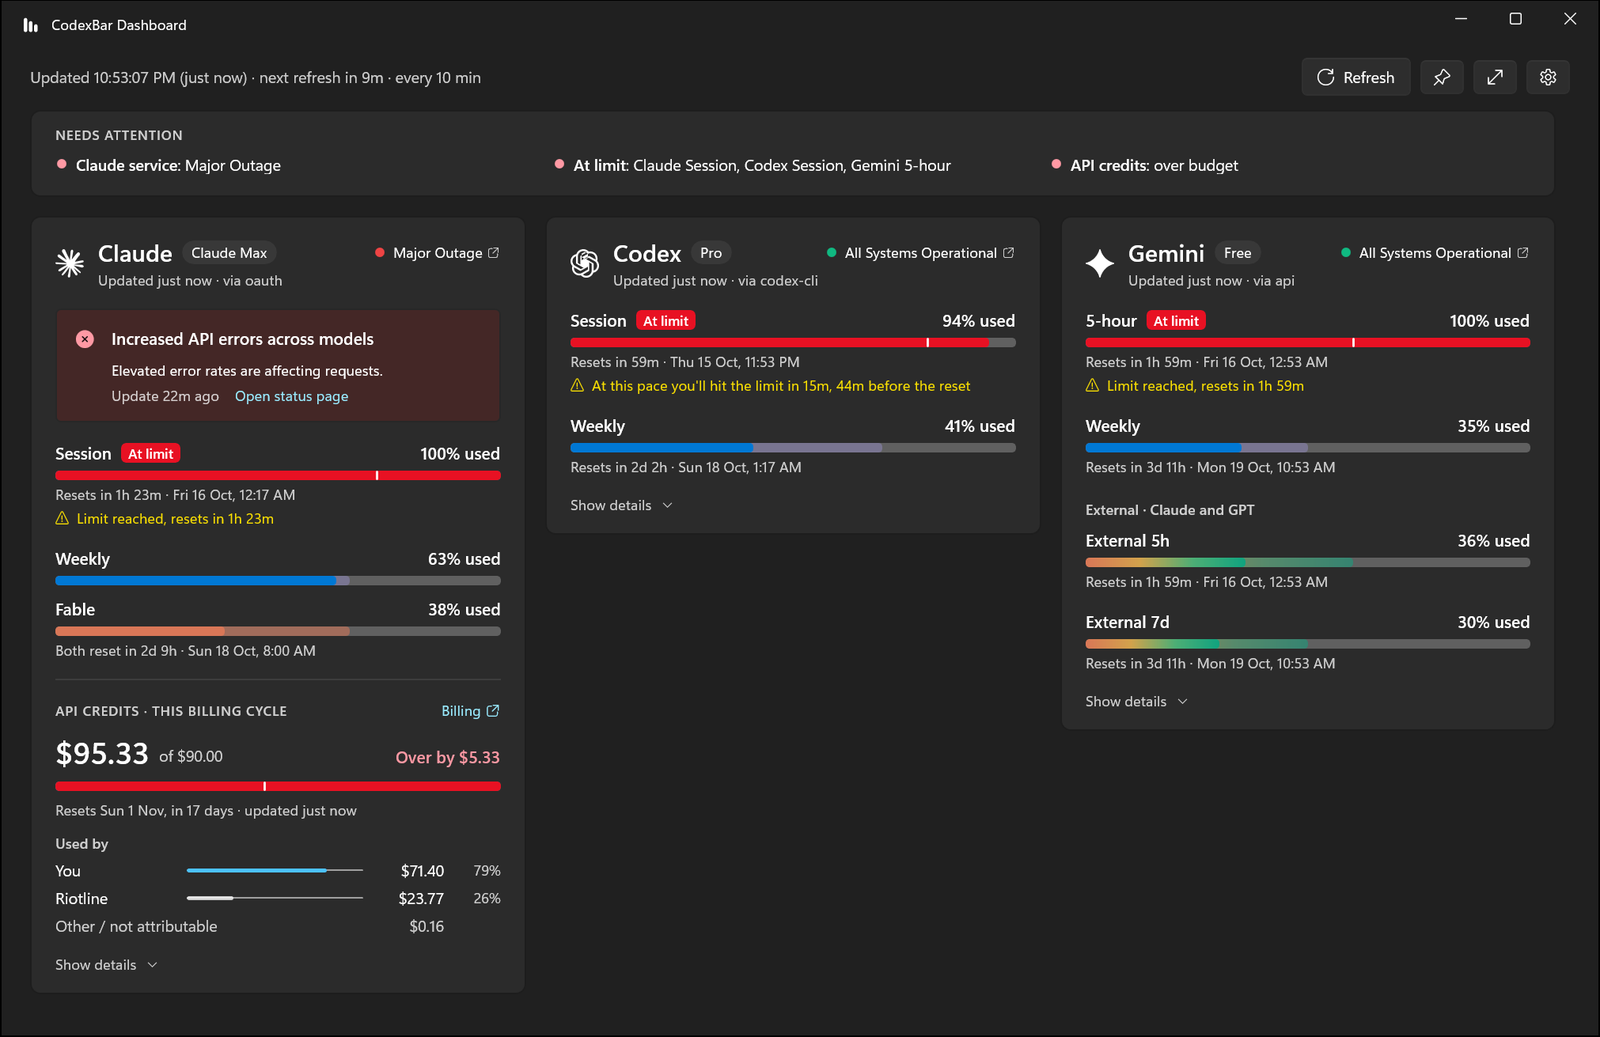 CodexBar Dashboard
Updated 10:53:07 PM (just now) · next refresh in 9m · every 10 min
Refresh
NEEDS ATTENTION
Claude service: Major Outage
At limit: Claude Session, Codex Session, Gemini 5-hour
API credits: over budget
Claude Claude Max
Major Outage
Updated just now · via oauth
Increased API errors across models
Elevated error rates are affecting requests.
Update 22m ago Open status page
Session At limit 100% used
Resets in 1h 23m · Fri 16 Oct, 12:17 AM
Limit reached, resets in 1h 23m
Weekly 63% used
Fable 38% used
Both reset in 2d 9h · Sun 18 Oct, 8:00 AM
API CREDITS · THIS BILLING CYCLE Billing
$95.33 of $90.00 Over by $5.33
Resets Sun 1 Nov, in 17 days · updated just now
Used by
You $71.40 79%
Riotline $23.77 26%
Other / not attributable $0.16
Show details
Codex Pro
All Systems Operational
Updated just now · via codex-cli
Session At limit 94% used
Resets in 59m · Thu 15 Oct, 11:53 PM
At this pace you'll hit the limit in 15m, 44m before the reset
Weekly 41% used
Resets in 2d 2h · Sun 18 Oct, 1:17 AM
Show details
Gemini Free
All Systems Operational
Updated just now · via api
5-hour At limit 100% used
Resets in 1h 59m · Fri 16 Oct, 12:53 AM
Limit reached, resets in 1h 59m
Weekly 35% used
Resets in 3d 11h · Mon 19 Oct, 10:53 AM
External · Claude and GPT
External 5h 36% used
Resets in 1h 59m · Fri 16 Oct, 12:53 AM
External 7d 30% used
Resets in 3d 11h · Mon 19 Oct, 10:53 AM
Show details